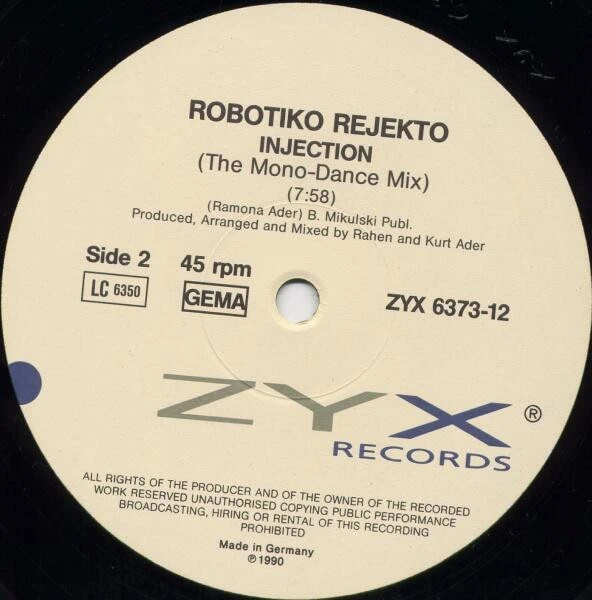 ROBOTIKO REJEKTO
INJECTION
(The Mono-Dance Mix)
(7:58)
(Ramona Ader) B. Mikulski Publ.
Produced, Arranged and Mixed by Rahen and Kurt Ader
Side 2 45 rpm
LC 6350 GEMA ZYX 6373-12
ZYX ®
RECORDS
ALL RIGHTS OF THE PRODUCER AND OF THE OWNER OF THE RECORDED
WORK RESERVED UNAUTHORISED COPYING PUBLIC PERFORMANCE
BROADCASTING, HIRING OR RENTAL OF THIS RECORDING
PROHIBITED
Made in Germany
℗ 1990